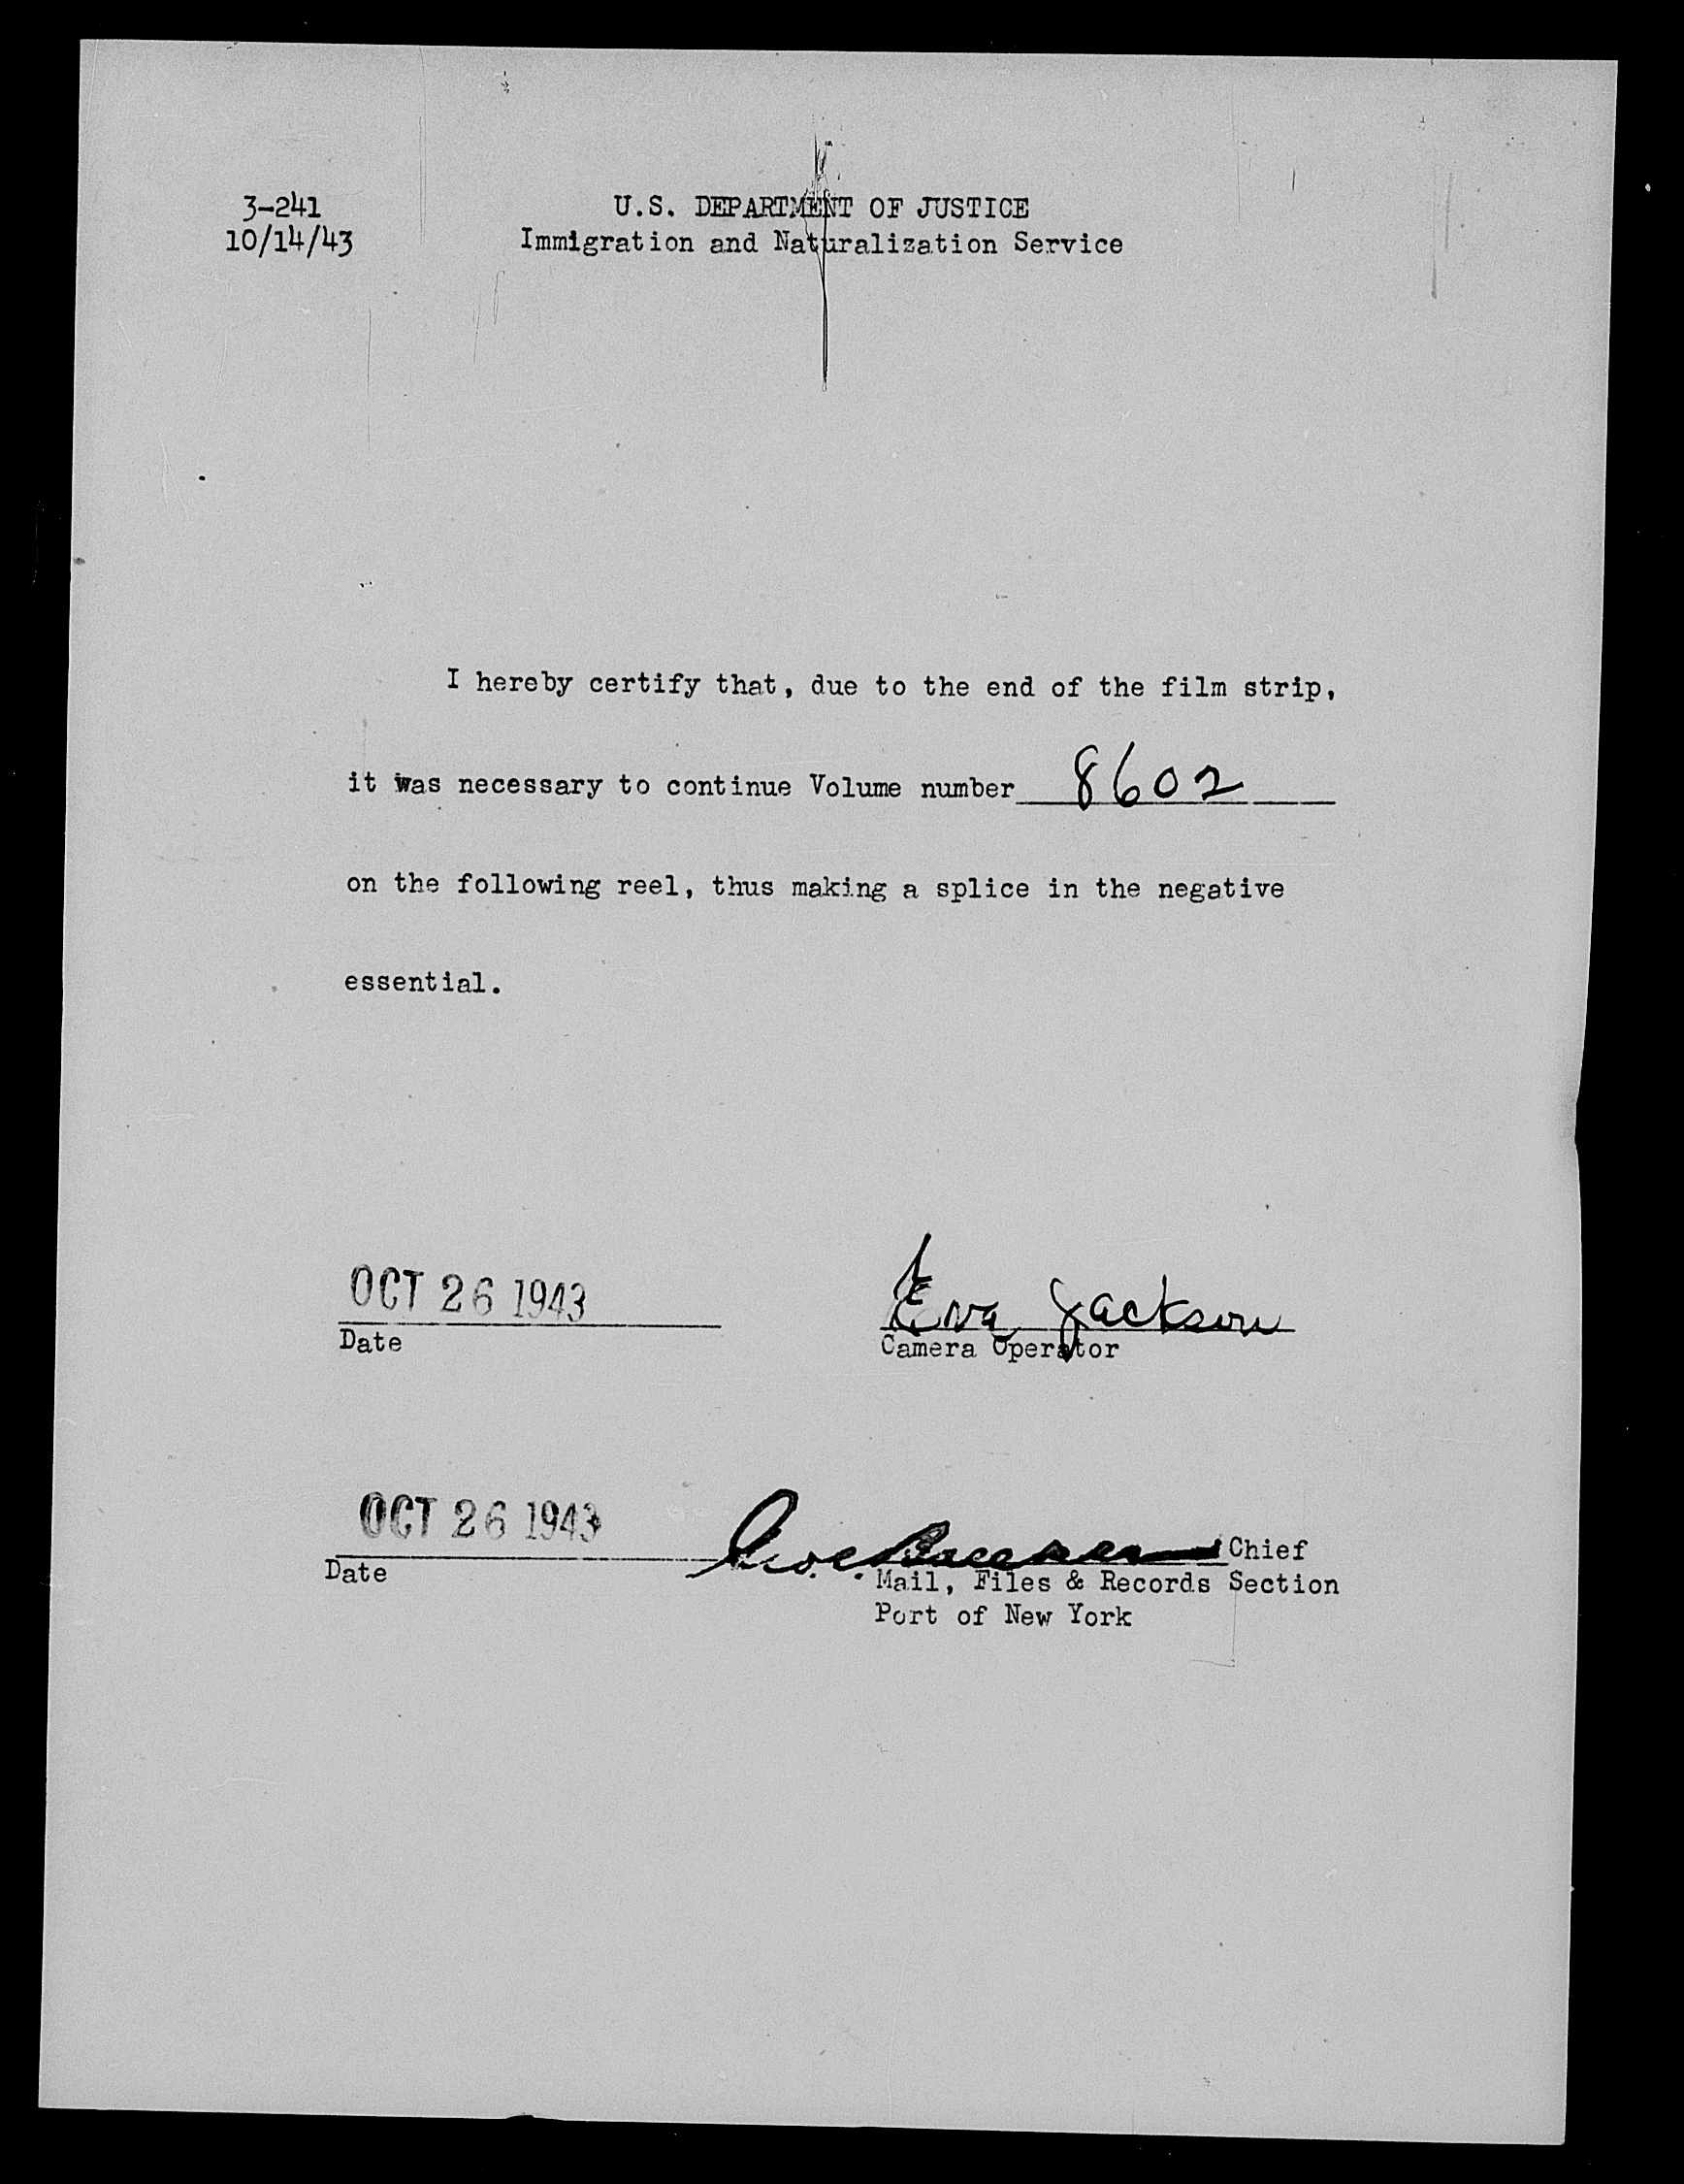 3-241
10/14/43
U.S. DEPARTMENT OF JUSTICE
Immigration and Naturalization Service
I hereby certify that, due to the end of the film strip,
it was necessary to continue Volume number 8602
on the following reel, thus making a splice in the negative
essential.
OCT 26 1943
Date
Eva Jackson
Camera Operator
OCT 26 1943
Date
Chief
Mail, Files & Records Section
Port of New York